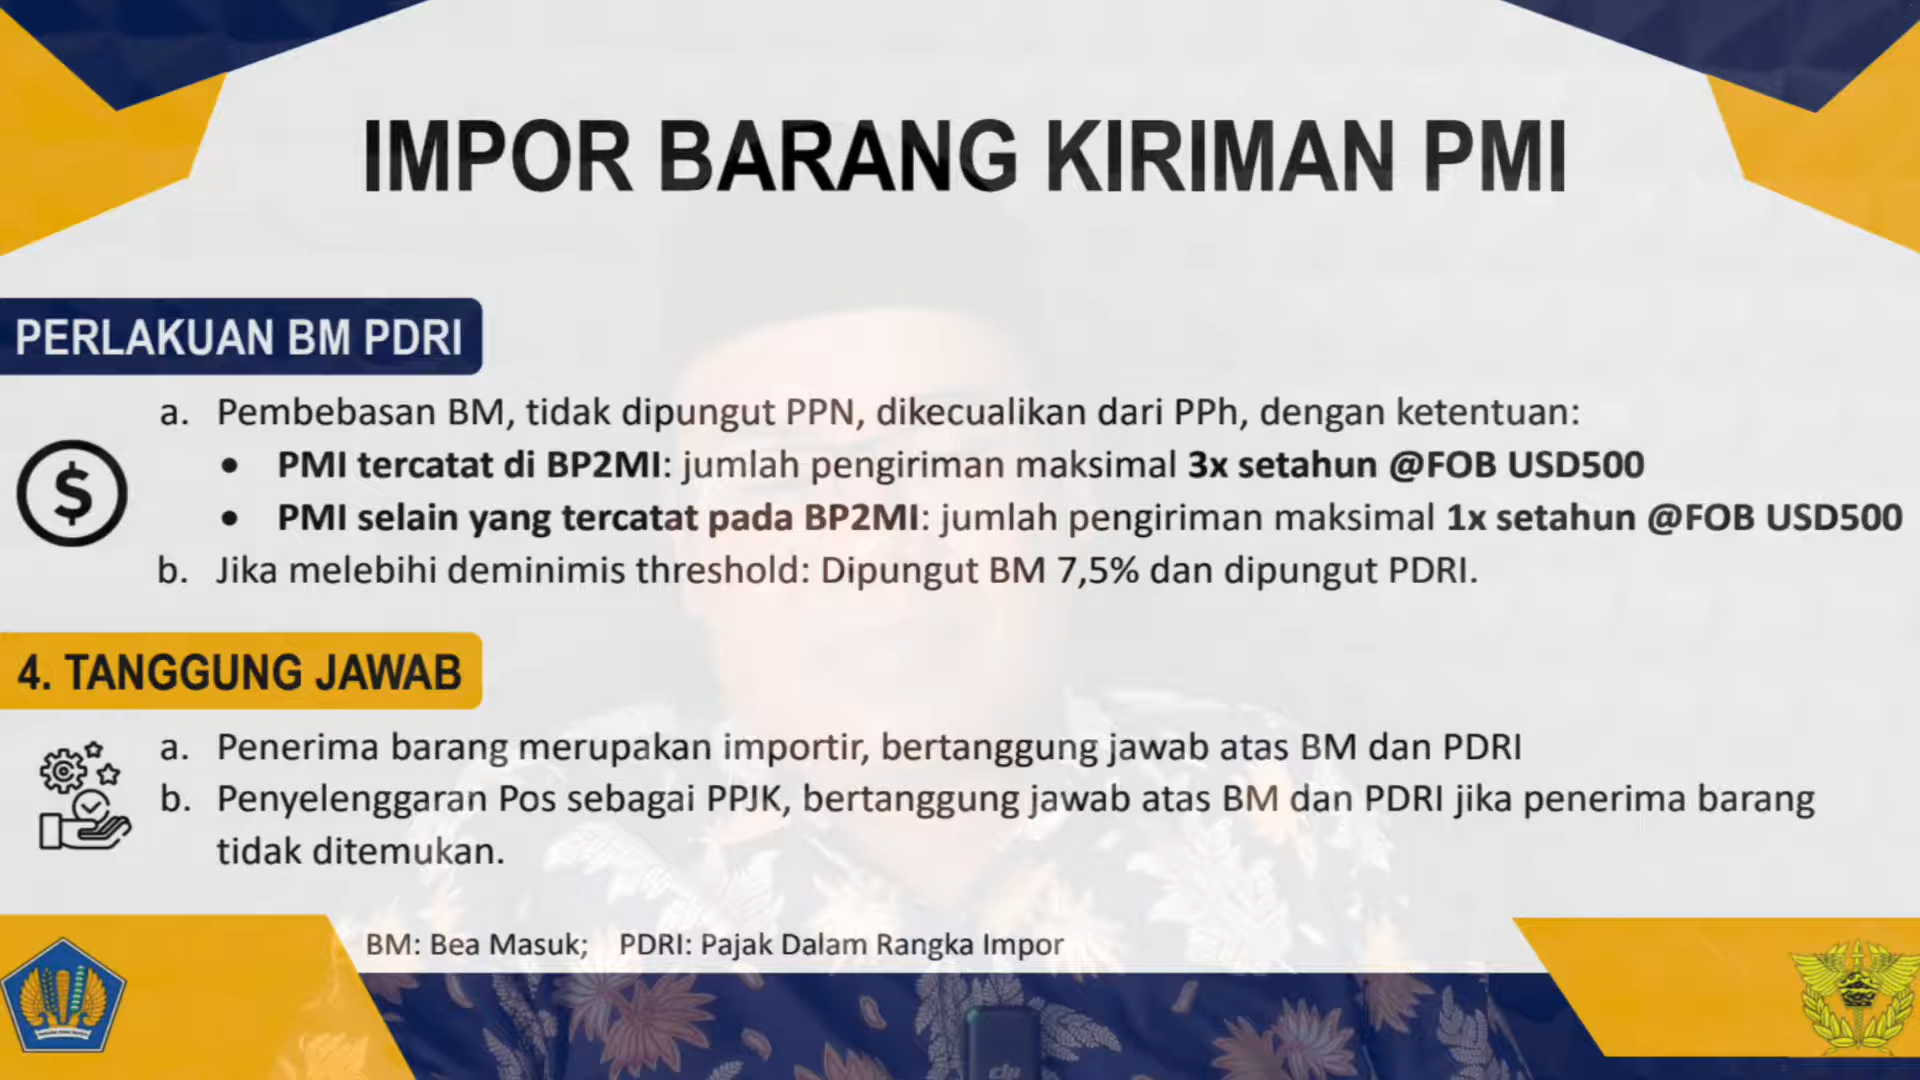 IMPOR BARANG KIRIMAN PMI
PERLAKUAN BM PDRI
a. Pembebasan BM, tidak dipungut PPN, dikecualikan dari PPh, dengan ketentuan:
• PMI tercatat di BP2MI: jumlah pengiriman maksimal 3x setahun @FOB USD500
• PMI selain yang tercatat pada BP2MI: jumlah pengiriman maksimal 1x setahun @FOB USD500
b. Jika melebihi deminimis threshold: Dipungut BM 7,5% dan dipungut PDRI.
4. TANGGUNG JAWAB
a. Penerima barang merupakan importir, bertanggung jawab atas BM dan PDRI
b. Penyelenggaran Pos sebagai PPJK, bertanggung jawab atas BM dan PDRI jika penerima barang
tidak ditemukan.
BM: Bea Masuk; PDRI: Pajak Dalam Rangka Impor
dji